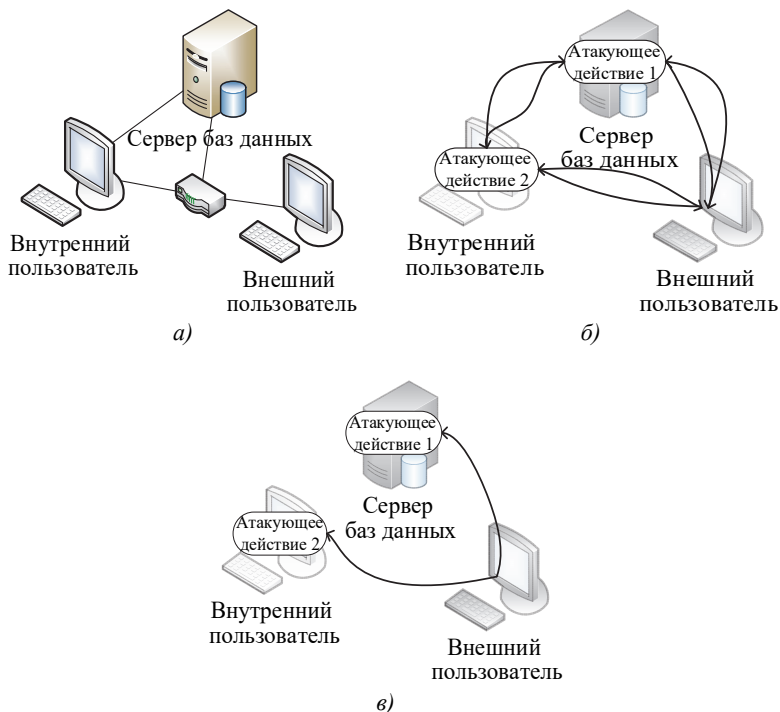 Сервер баз данных
Внутренний
пользователь
Внешний
пользователь
а)
Атакующее
действие 1
Сервер
баз данных
Атакующее
действие 2
Внутренний
пользователь
Внешний
пользователь
б)
Атакующее
действие 1
Сервер
баз данных
Атакующее
действие 2
Внутренний
пользователь
Внешний
пользователь
в)